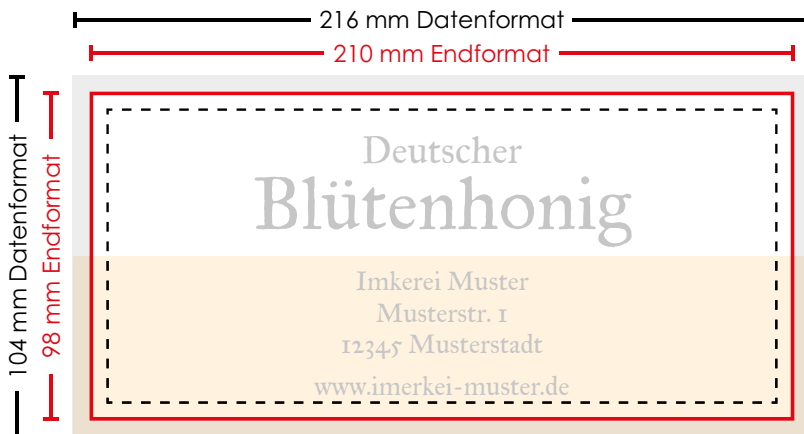 216 mm Datenformat
210 mm Endformat
104 mm Datenformat
98 mm Endformat
Deutscher
Blütenhonig
Imkerei Muster
Musterstr. 1
12345 Musterstadt
www.imerkei-muster.de